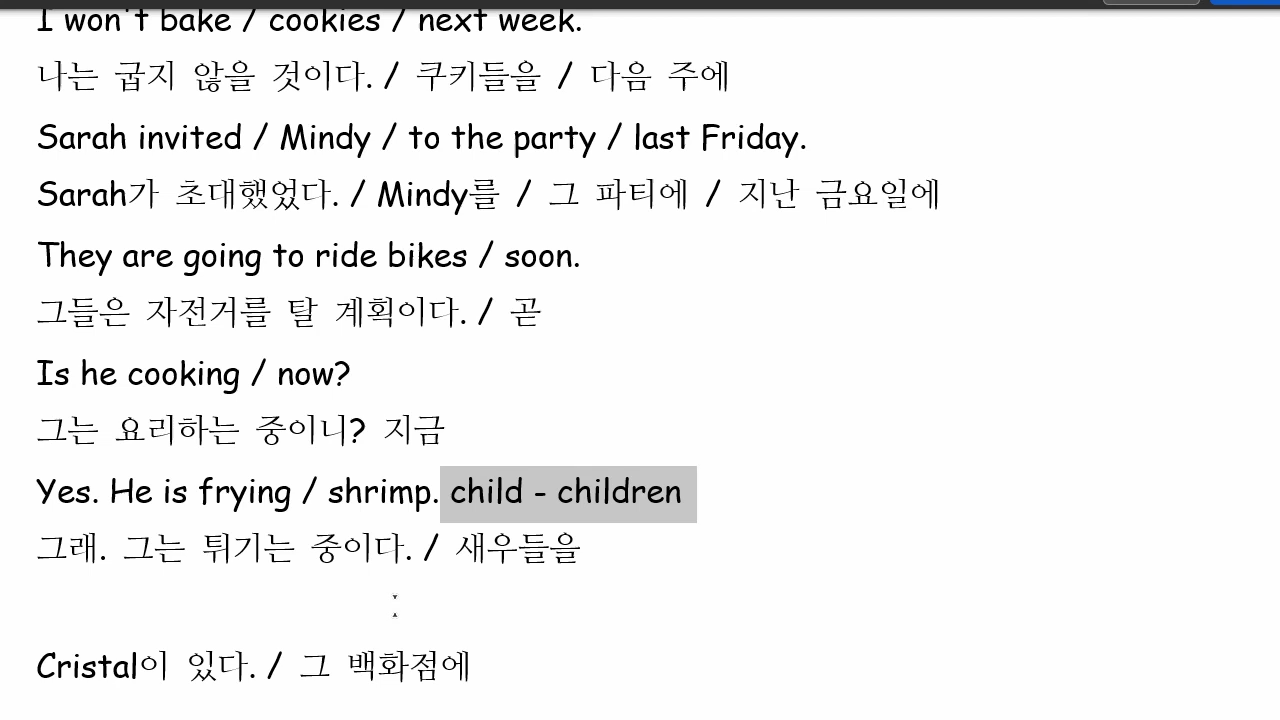 I won't bake / cookies / next week.
나는 굽지 않을 것이다. / 쿠키들을 / 다음 주에
Sarah invited / Mindy / to the party / last Friday.
Sarah가 초대했었다. / Mindy를 / 그 파티에 / 지난 금요일에
They are going to ride bikes / soon.
그들은 자전거를 탈 계획이다. / 곧
Is he cooking / now?
그는 요리하는 중이니? 지금
Yes. He is frying / shrimp. child - children
그래. 그는 튀기는 중이다. / 새우들을
Cristal이 있다. / 그 백화점에